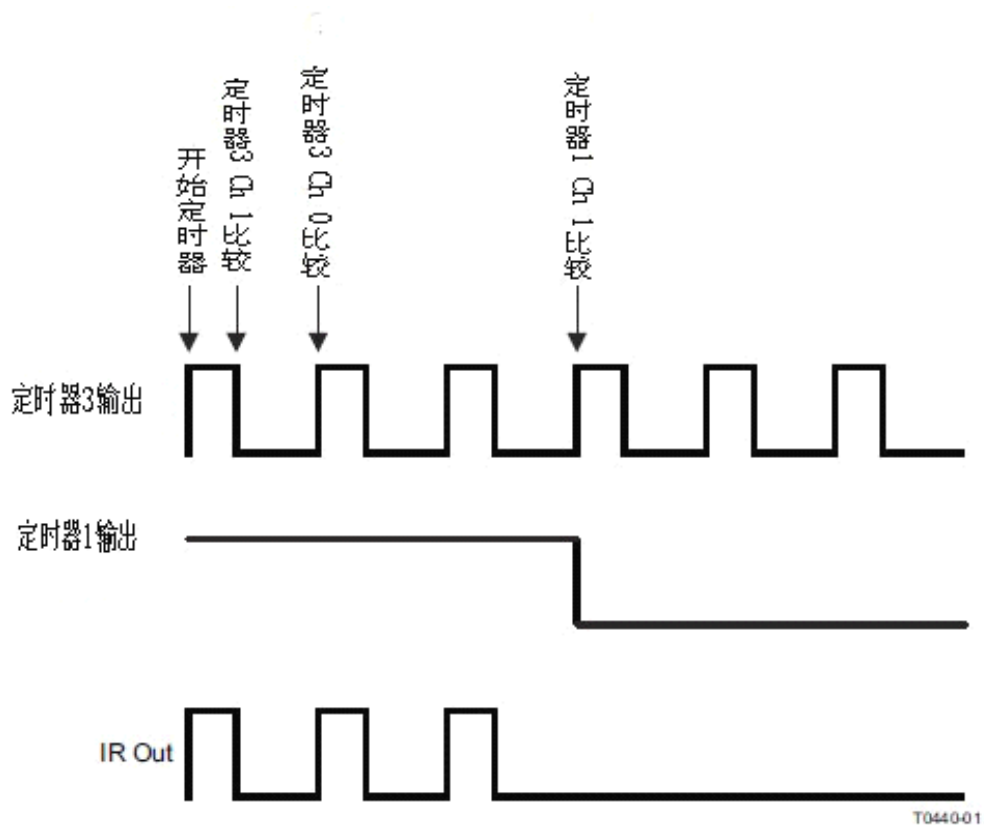 开始定时器
定时器3 Ch 1比较
定时器3 Ch 0比较
定时器1 Ch 1比较
定时器3输出
定时器1输出
IR Out
T0440-01